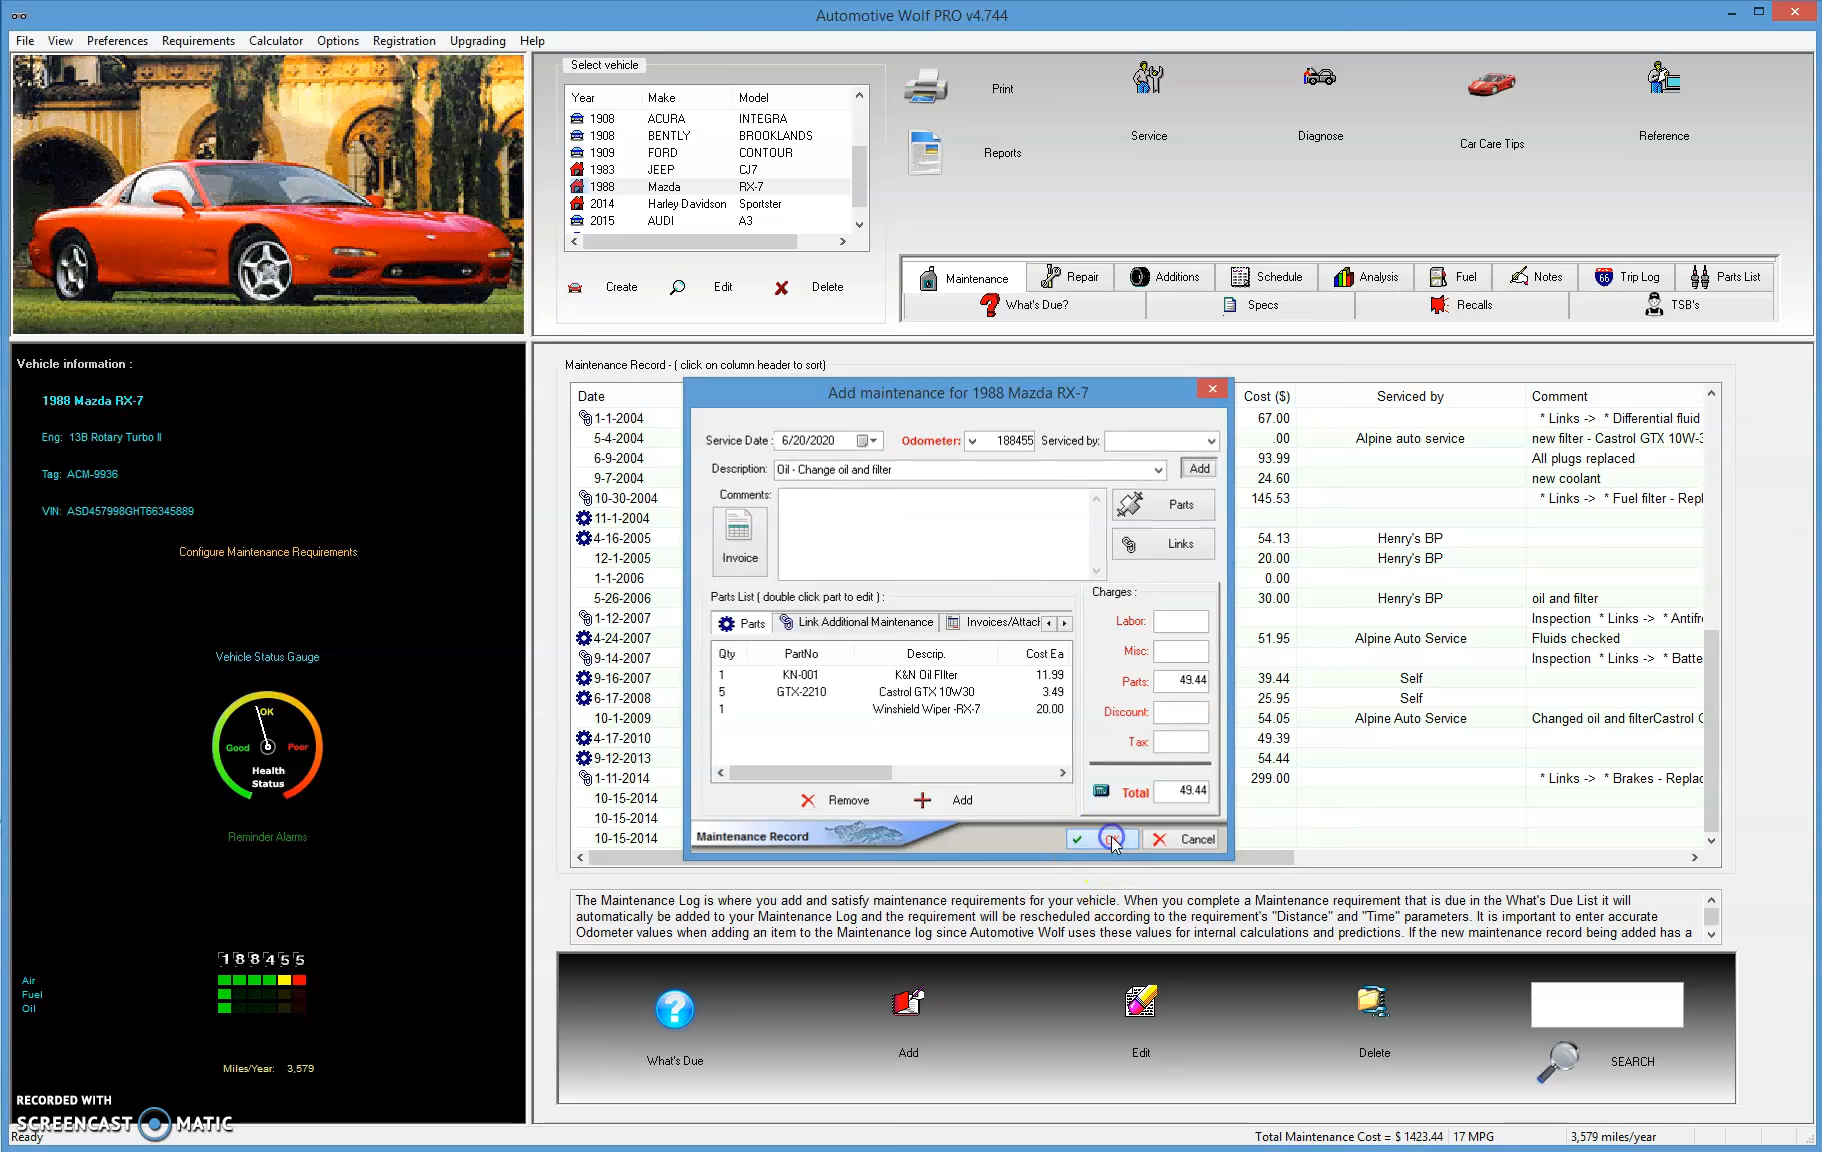 Automotive Wolf PRO v4.744
File View Preferences Requirements Calculator Options Registration Upgrading Help
Select vehicle
Year Make Model
1908 ACURA INTEGRA
1908 BENTLY BROOKLANDS
1909 FORD CONTOUR
1983 JEEP CJ7
1988 Mazda RX-7
2014 Harley Davidson Sportster
2015 AUDI A3
Create Edit Delete
Print
Reports
Service
Diagnose
Car Care Tips
Reference
Maintenance Repair Additions Schedule Analysis Fuel Notes 66 Trip Log Parts List
What's Due? Specs Recalls TSB's
Vehicle information :
1988 Mazda RX-7
Eng: 13B Rotary Turbo II
Tag: ACM-9936
VIN: ASD457998GHT66345889
Configure Maintenance Requirements
Vehicle Status Gauge
OK
Good Poor
Health
Status
Reminder Alarms
188455
Air
Fuel
Oil
Miles/Year: 3,579
RECORDED WITH
SCREENCAST MATIC
Ready
Maintenance Record - ( click on column header to sort)
Date Cost ($) Serviced by Comment
1-1-2004 67.00 * Links -> * Differential fluid
5-4-2004 .00 Alpine auto service new filter - Castrol GTX 10W-3
6-9-2004 93.99 All plugs replaced
9-7-2004 24.60 new coolant
10-30-2004 145.53 * Links -> * Fuel filter - Repl
11-1-2004
4-16-2005 54.13 Henry's BP
12-1-2005 20.00 Henry's BP
1-1-2006 0.00
5-26-2006 30.00 Henry's BP oil and filter
1-12-2007 Inspection * Links -> * Antifr
4-24-2007 51.95 Alpine Auto Service Fluids checked
9-14-2007 Inspection * Links -> * Batte
9-16-2007 39.44 Self
6-17-2008 25.95 Self
10-1-2009 54.05 Alpine Auto Service Changed oil and filterCastrol G
4-17-2010 49.39
9-12-2013 54.44
1-11-2014 299.00 * Links -> * Brakes - Replac
10-15-2014
10-15-2014
10-15-2014
Add maintenance for 1988 Mazda RX-7
Service Date : 6/20/2020 Odometer: 188455 Serviced by:
Description: Oil - Change oil and filter Add
Comments:
Invoice
Parts
Links
Parts List ( double click part to edit ) :
Parts Link Additional Maintenance Invoices/Attach
Qty PartNo Descrip. Cost Ea
1 KN-001 K&N Oil FIlter 11.99
5 GTX-2210 Castrol GTX 10W30 3.49
1 Winshield Wiper -RX-7 20.00
Remove Add
Charges :
Labor:
Misc:
Parts: 49.44
Discount:
Tax:
Total 49.44
Maintenance Record
Cancel
The Maintenance Log is where you add and satisfy maintenance requirements for your vehicle. When you complete a Maintenance requirement that is due in the What's Due List it will
automatically be added to your Maintenance Log and the requirement will be rescheduled according to the requirement's "Distance" and "Time" parameters. It is important to enter accurate
Odometer values when adding an item to the Maintenance log since Automotive Wolf uses these values for internal calculations and predictions. If the new maintenance record being added has a
What's Due
Add
Edit
Delete
SEARCH
Total Maintenance Cost = $ 1423.44 17 MPG 3,579 miles/year